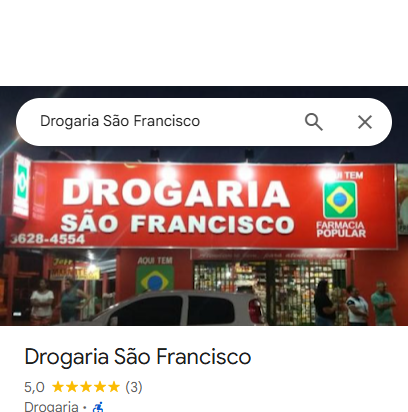 Drogaria São Francisco
AQUI TEM
DROGARIA
SÃO FRANCISCO
FARMACIA
POPULAR
3628-4554
AQUI TEM
Drogaria São Francisco
5,0 (3)
Drogaria ·